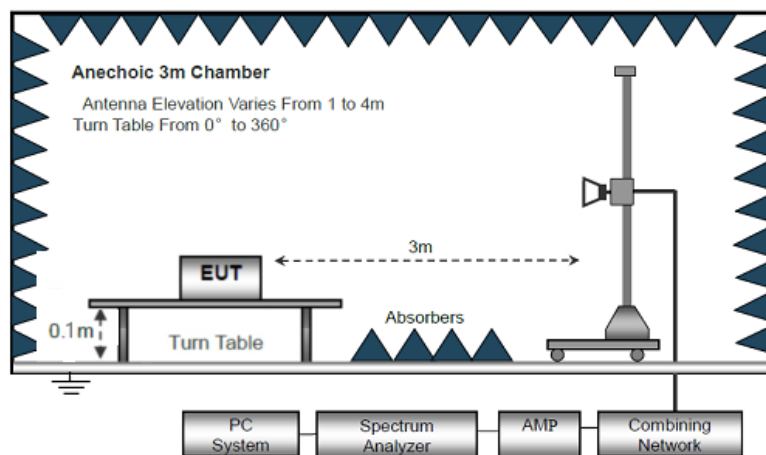 Anechoic 3m Chamber
Antenna Elevation Varies From 1 to 4m
Turn Table From 0° to 360°
3m
EUT
0.1m
Turn Table
Absorbers
PC
System
Spectrum
Analyzer
AMP
Combining
Network